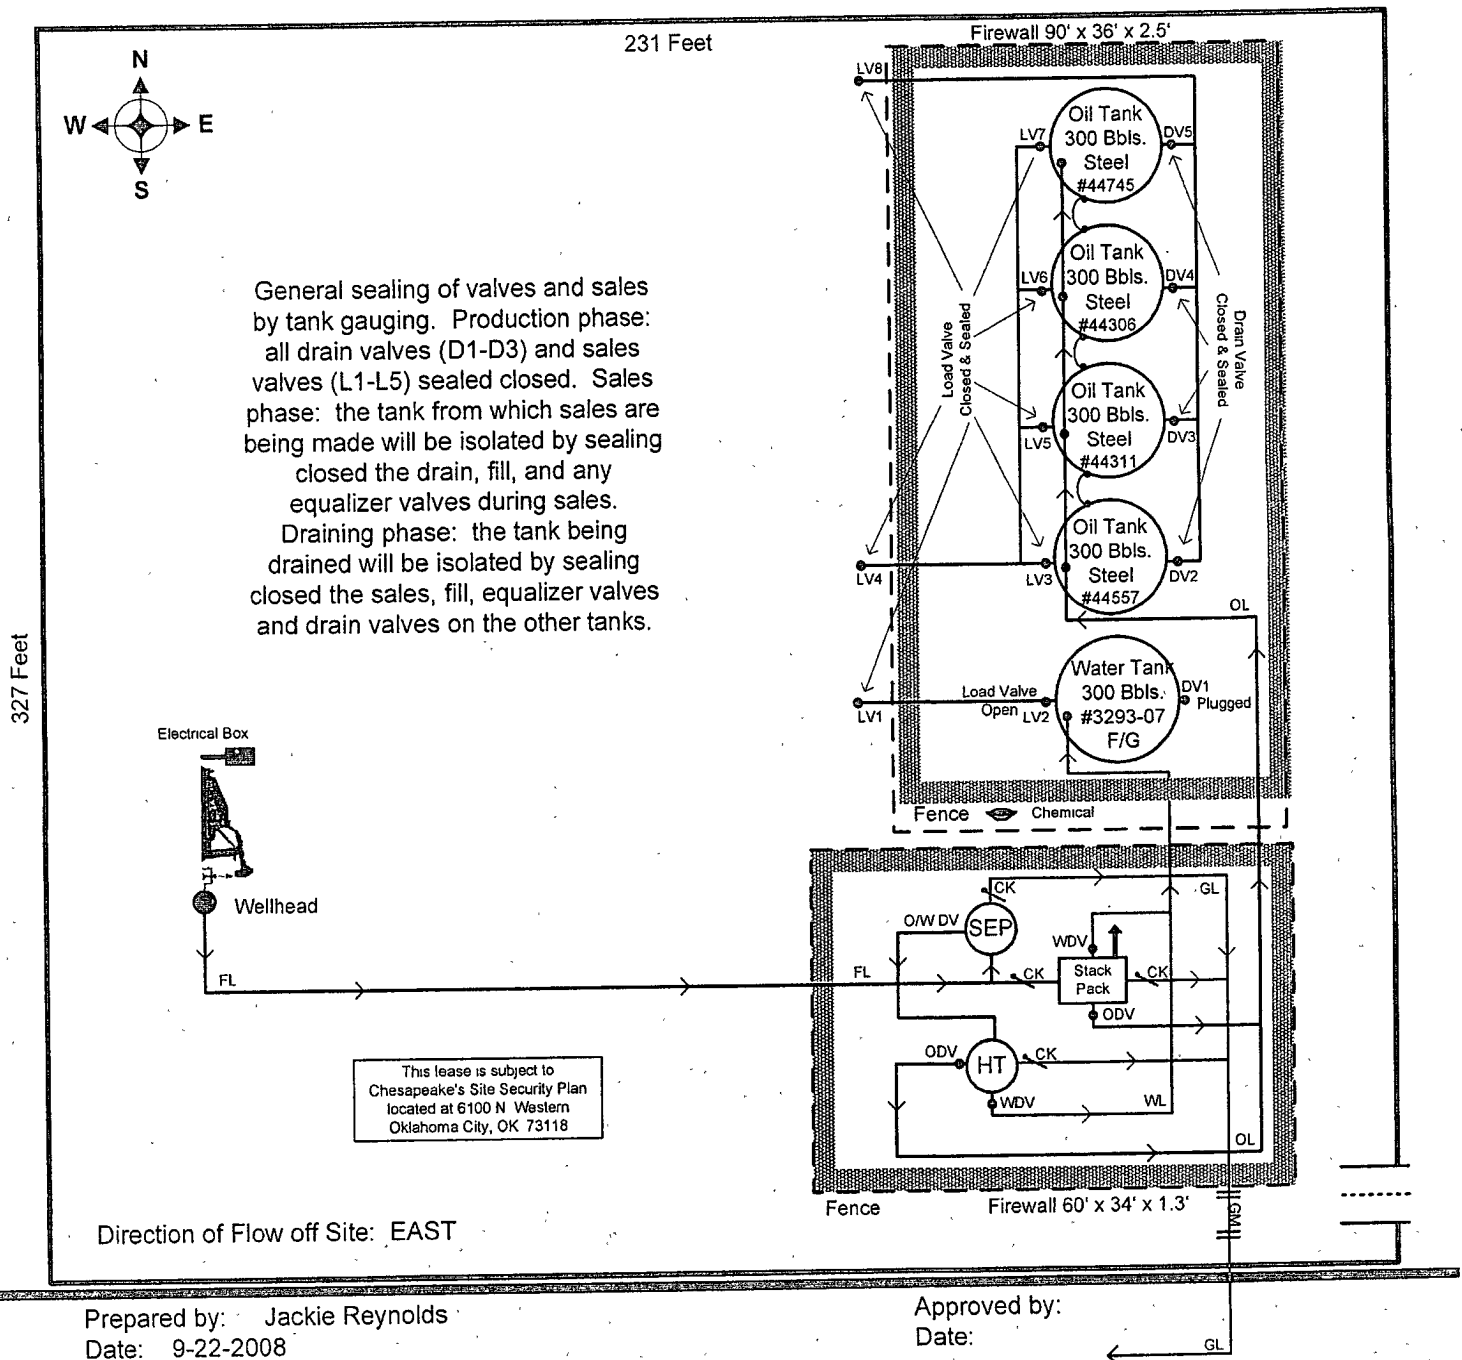 231 Feet
Firewall 90' x 36' x 2.5'
N
W
E
S
LV8
Oil Tank
300 Bbls.
Steel
#44745
LV7
DV5
Oil Tank
300 Bbls.
Steel
#44306
LV6
DV4
Load Valve
Closed & Sealed
Drain Valve
Closed & Sealed
Oil Tank
300 Bbls.
Steel
#44311
LV5
DV3
Oil Tank
300 Bbls.
Steel
#44557
LV4
LV3
DV2
OL
General sealing of valves and sales
by tank gauging. Production phase:
all drain valves (D1-D3) and sales
valves (L1-L5) sealed closed. Sales
phase: the tank from which sales are
being made will be isolated by sealing
closed the drain, fill, and any
equalizer valves during sales.
Draining phase: the tank being
drained will be isolated by sealing
closed the sales, fill, equalizer valves
and drain valves on the other tanks.
327 Feet
Water Tank
300 Bbls.
#3293-07
F/G
LV1
Load Valve
Open
LV2
DV1
Plugged
Electrical Box
Wellhead
FL
Fence
Chemical
CK
GL
O/W DV
SEP
WDV
FL
CK
Stack
Pack
CK
ODV
ODV
HT
CK
WDV
WL
OL
This lease is subject to
Chesapeake's Site Security Plan
located at 6100 N Western
Oklahoma City, OK 73118
Fence
Firewall 60' x 34' x 1.3'
GM
Direction of Flow off Site: EAST
Prepared by: Jackie Reynolds
Date: 9-22-2008
Approved by:
Date:
GL